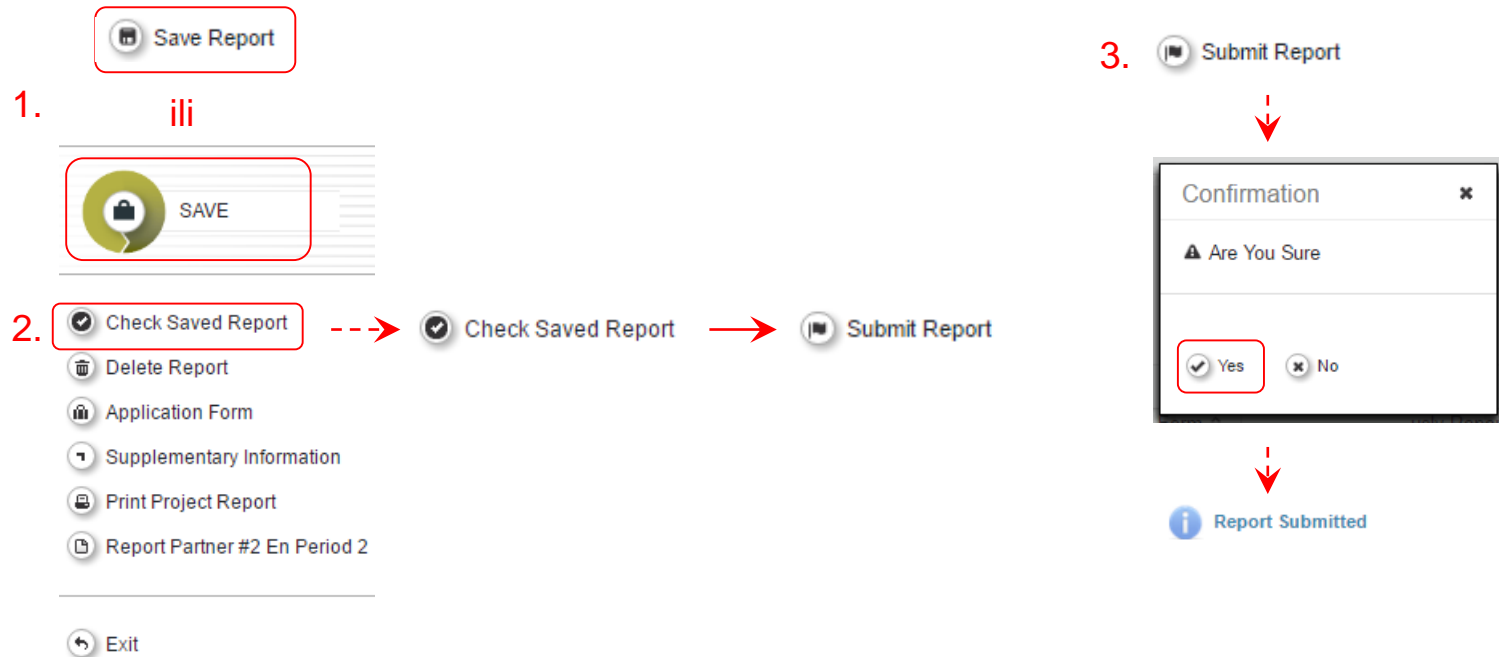 Save Report
1.
ili
SAVE
2.
Check Saved Report
Delete Report
Application Form
Supplementary Information
Print Project Report
Report Partner #2 En Period 2
Exit
Check Saved Report
Submit Report
3.
Submit Report
Confirmation
Are You Sure
Yes
No
Report Submitted